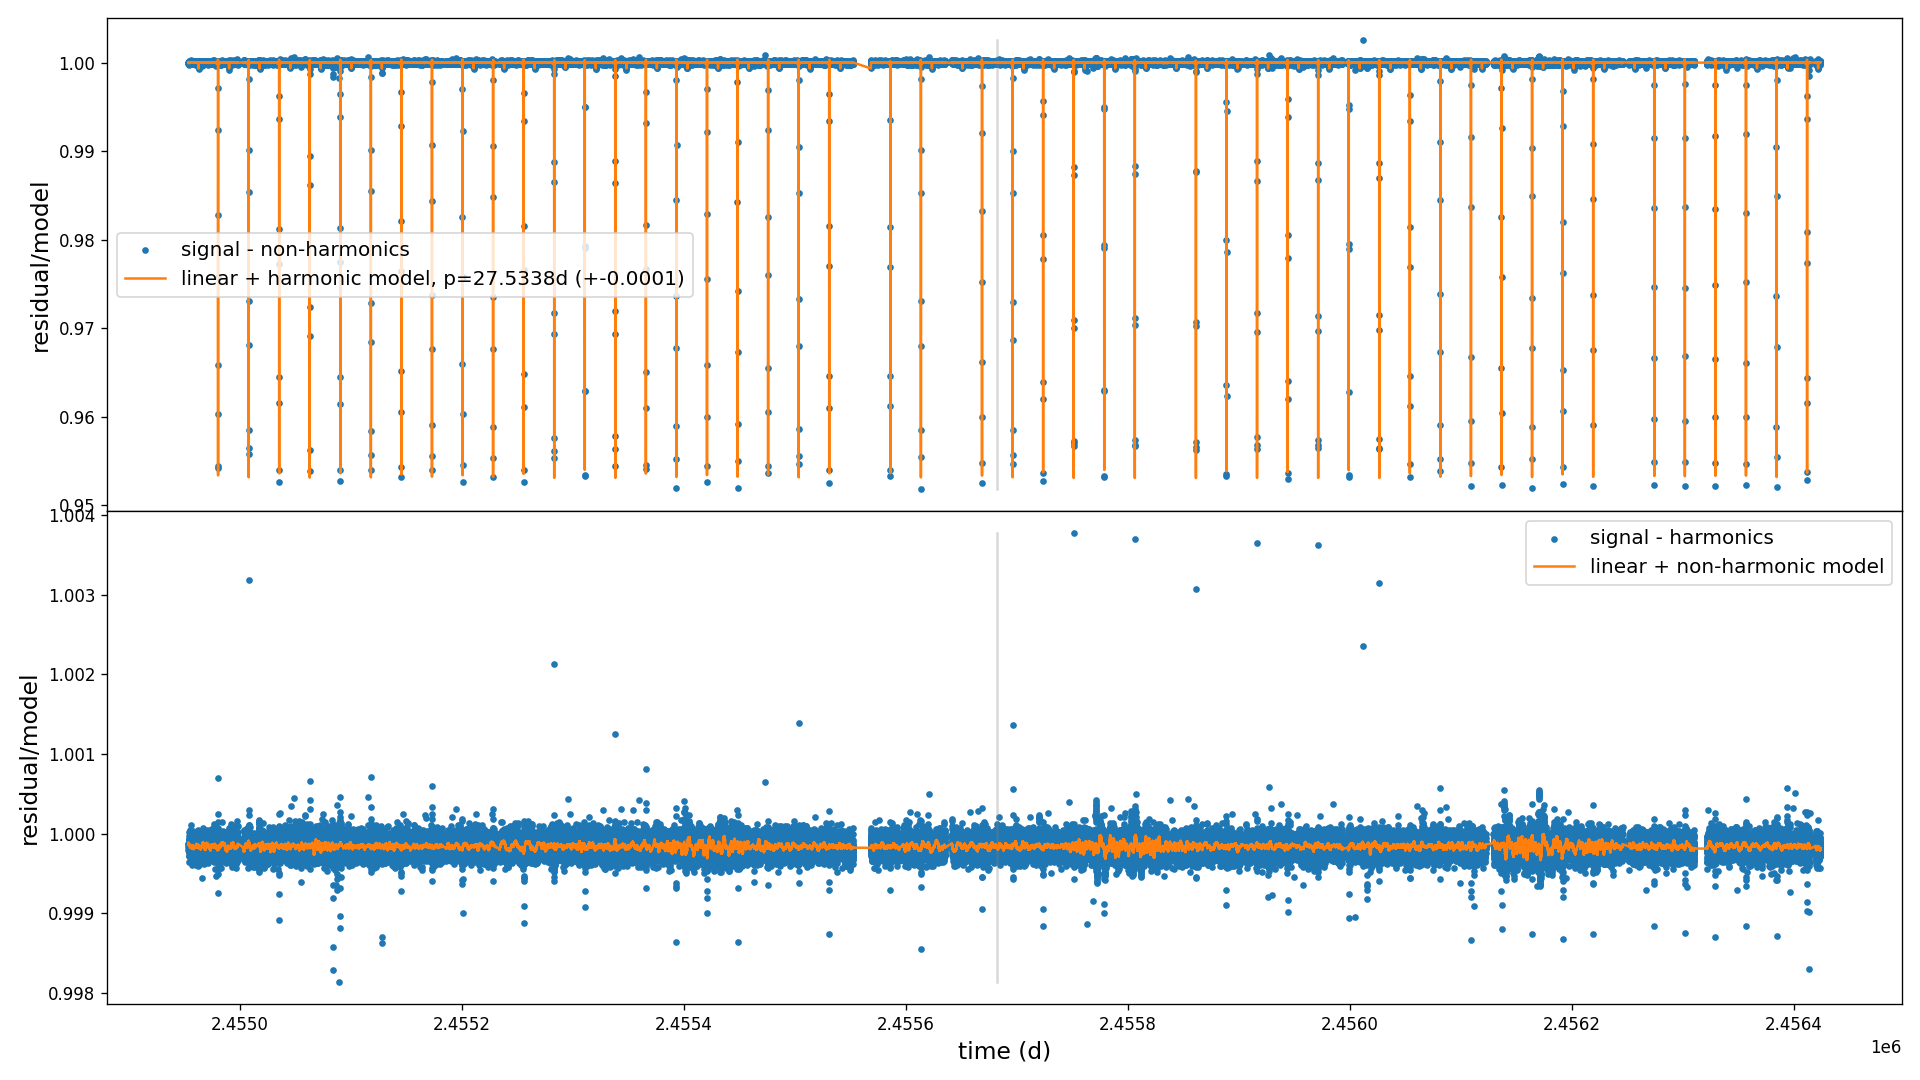 1.00
0.99
0.98
0.97
0.96
0.95
residual/model
signal - non-harmonics
linear + harmonic model, p=27.5338d (+-0.0001)
1.004
1.003
1.002
1.001
1.000
0.999
0.998
residual/model
signal - harmonics
linear + non-harmonic model
2.4550
2.4552
2.4554
2.4556
2.4558
2.4560
2.4562
2.4564
1e6
time (d)